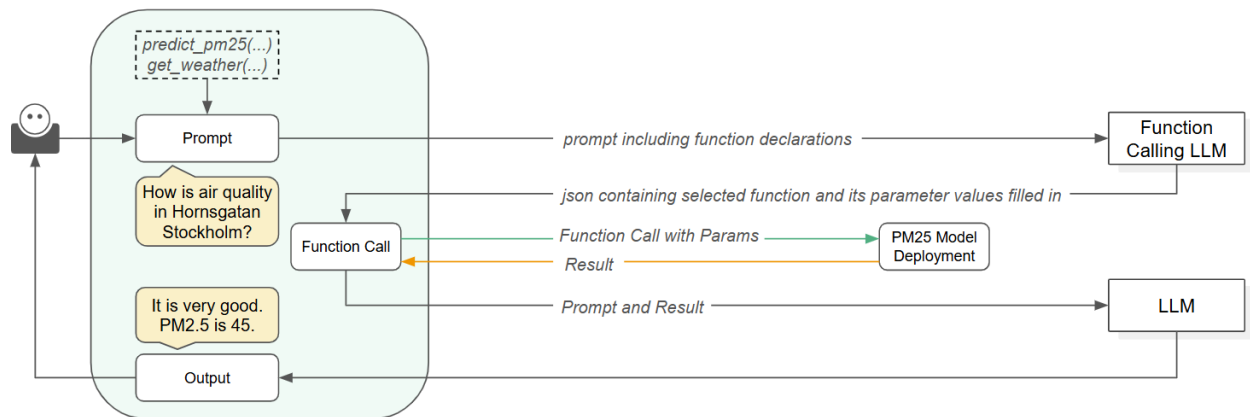 predict_pm25(...)
get_weather(...)
Prompt
prompt including function declarations
Function
Calling LLM
How is air quality
in Hornsgatan
Stockholm?
json containing selected function and its parameter values filled in
Function Call
Function Call with Params
Result
PM25 Model
Deployment
Prompt and Result
LLM
It is very good.
PM2.5 is 45.
Output